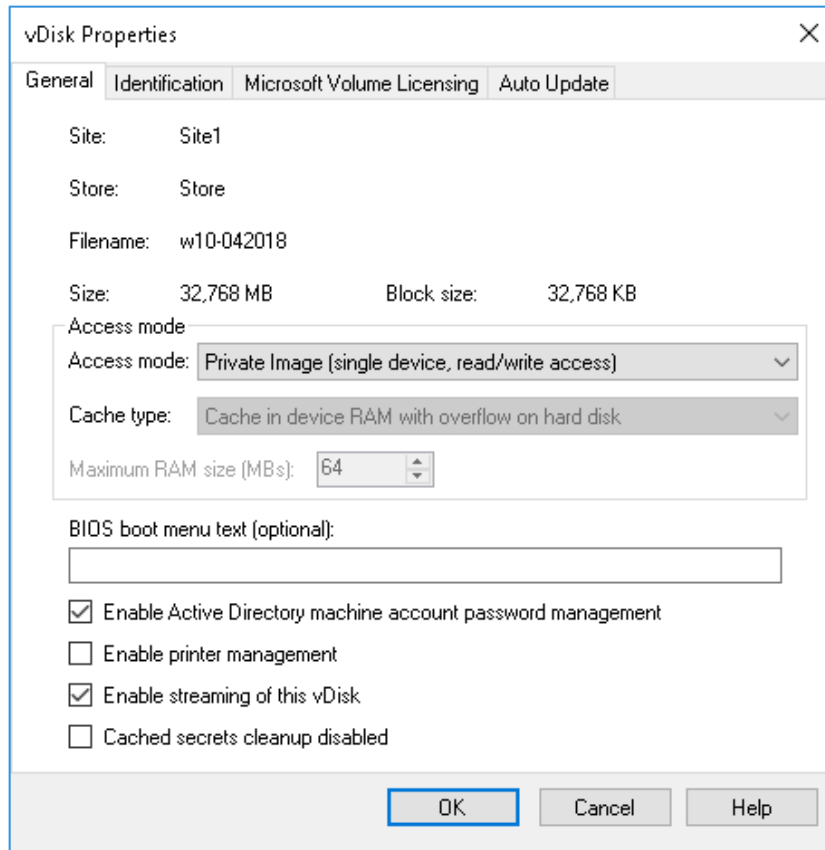 vDisk Properties
General Identification Microsoft Volume Licensing Auto Update
Site: Site1
Store: Store
Filename: w10-042018
Size: 32,768 MB Block size: 32,768 KB
Access mode
Access mode: Private Image (single device, read/write access)
Cache type: Cache in device RAM with overflow on hard disk
Maximum RAM size (MBs): 64
BIOS boot menu text (optional):
Enable Active Directory machine account password management
Enable printer management
Enable streaming of this vDisk
Cached secrets cleanup disabled
OK Cancel Help